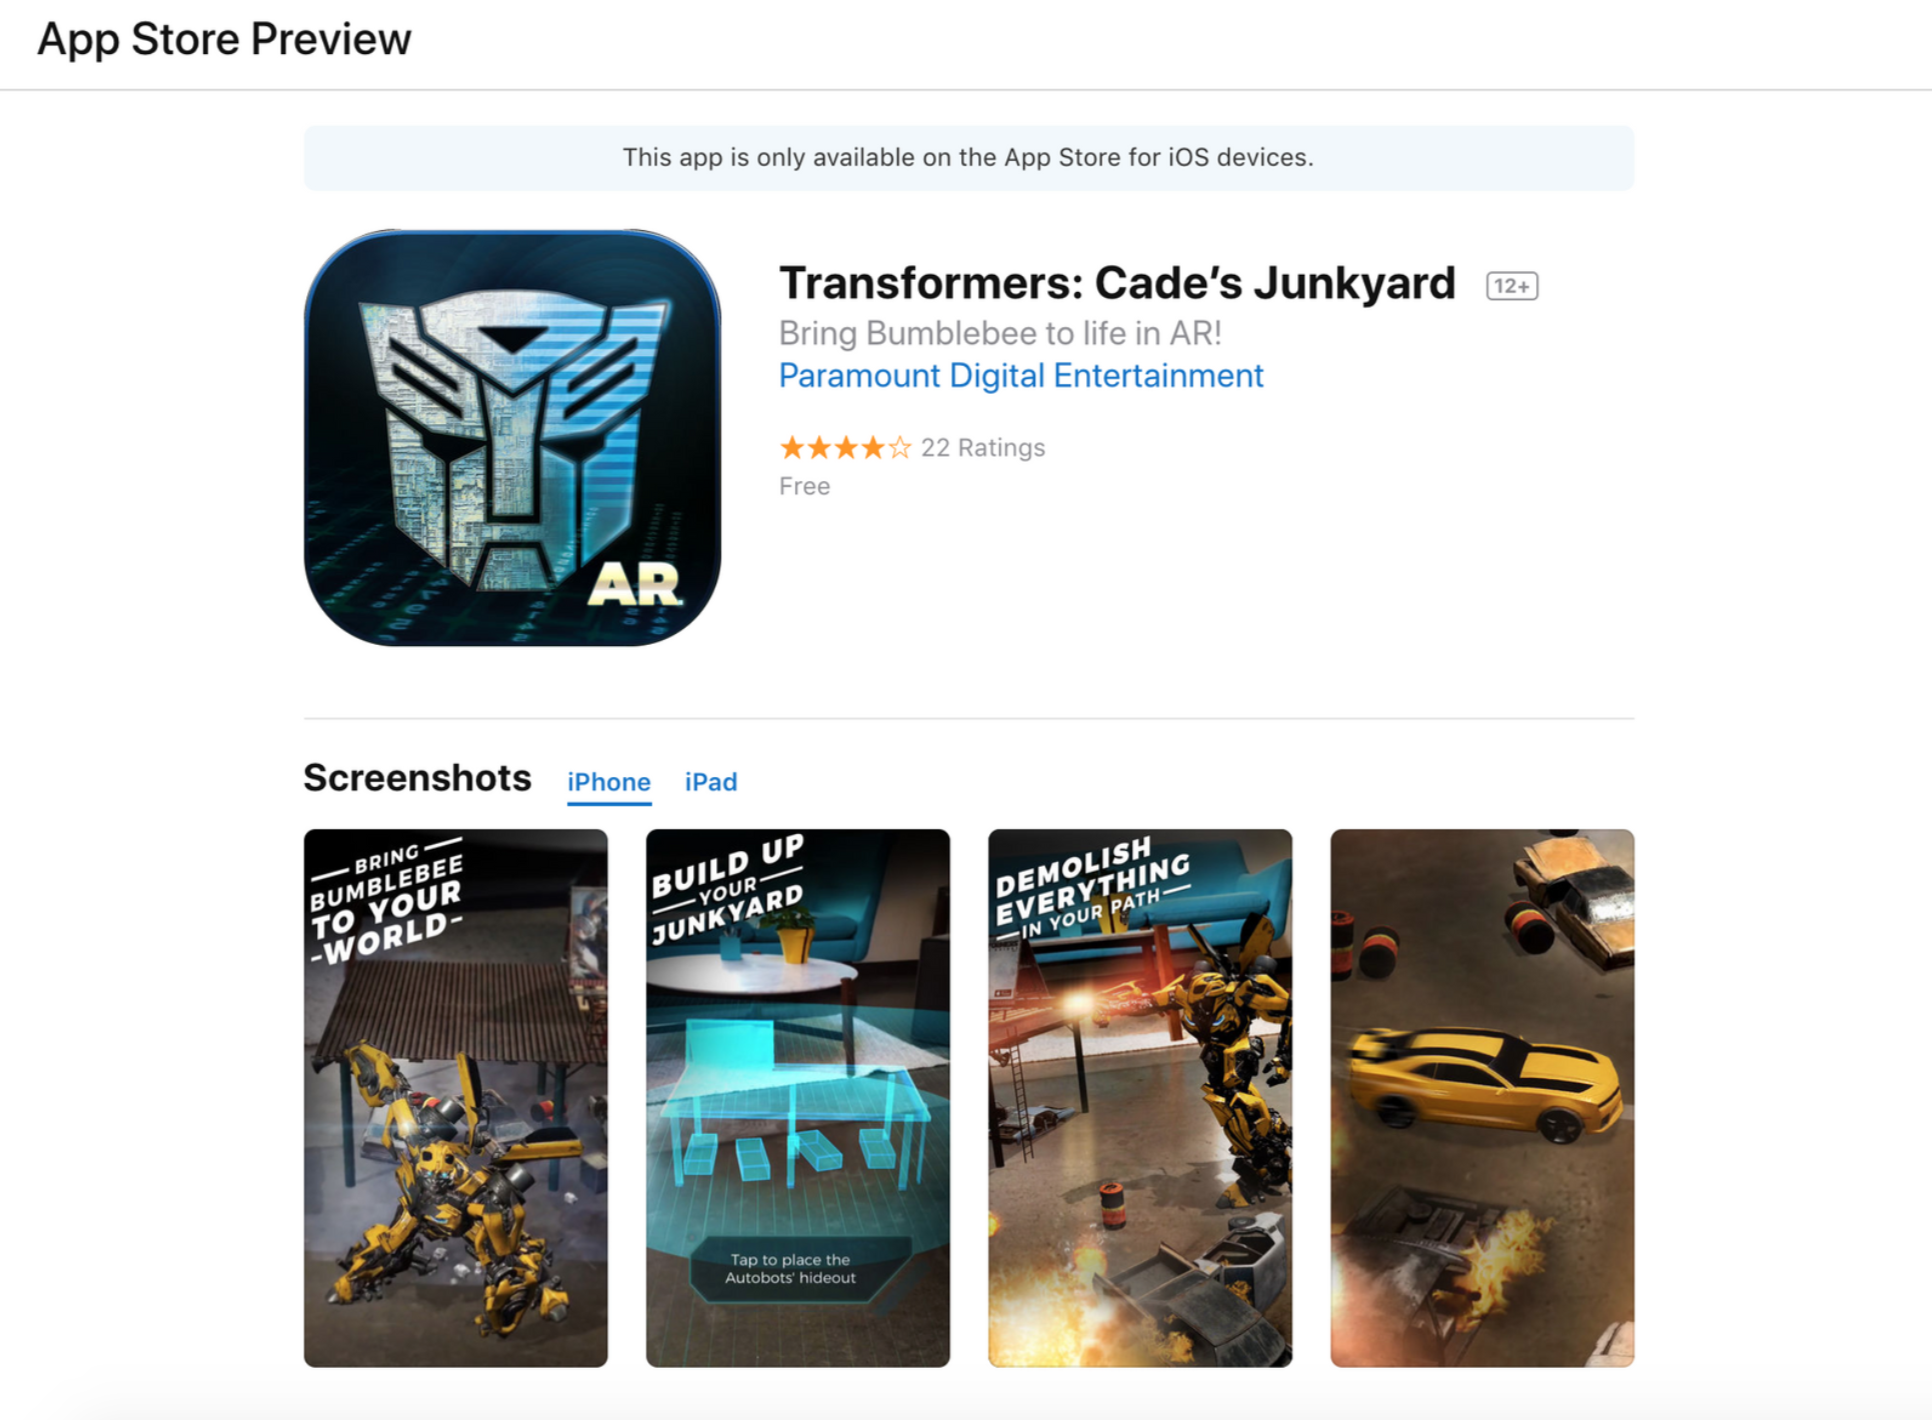 App Store Preview
This app is only available on the App Store for iOS devices.
AR
Transformers: Cade’s Junkyard 12+
Bring Bumblebee to life in AR!
Paramount Digital Entertainment
★★★★☆ 22 Ratings
Free
Screenshots iPhone iPad
BRING
BUMBLEBEE
TO YOUR
-WORLD-
BUILD UP
YOUR
JUNKYARD
Tap to place the
Autobots' hideout
DEMOLISH
EVERYTHING
IN YOUR PATH